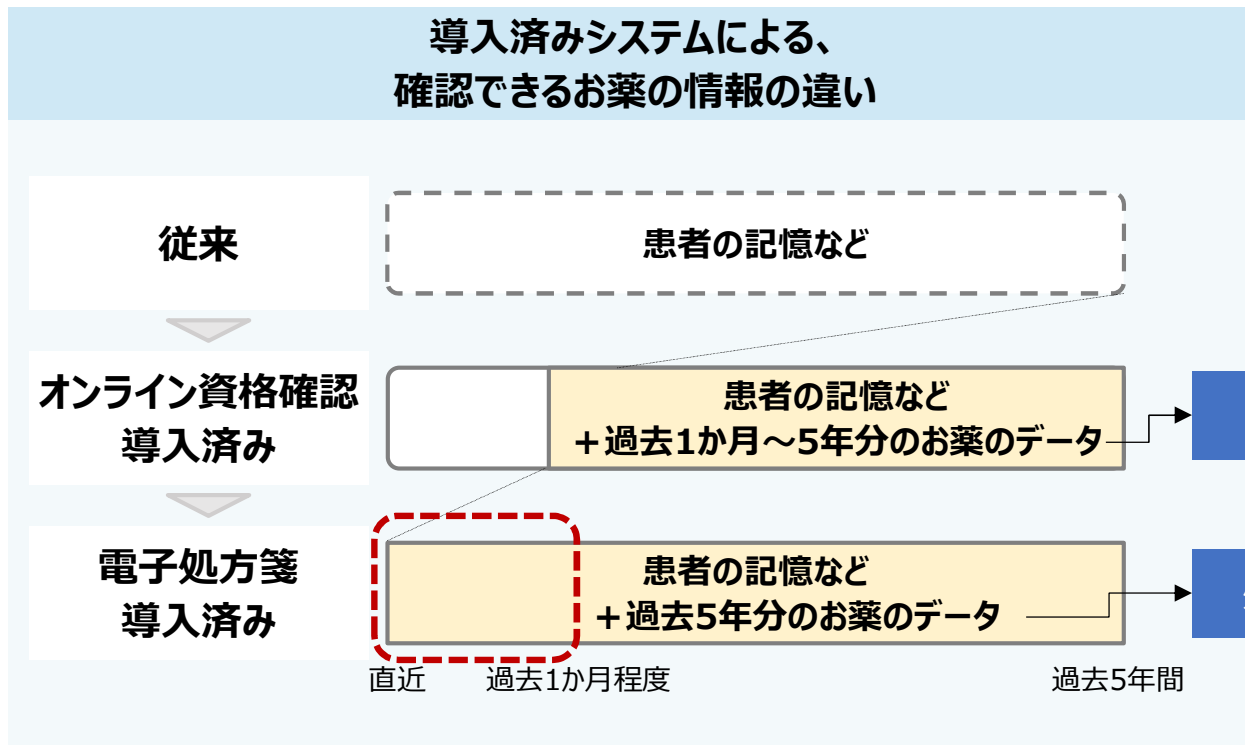 導入済みシステムによる、
確認できるお薬の情報の違い
従来
患者の記憶など
オンライン資格確認
導入済み
患者の記憶など
+過去1か月～5年分のお薬のデータ
電子処方箋
導入済み
患者の記憶など
+過去5年分のお薬のデータ
直近
過去1か月程度
過去5年間